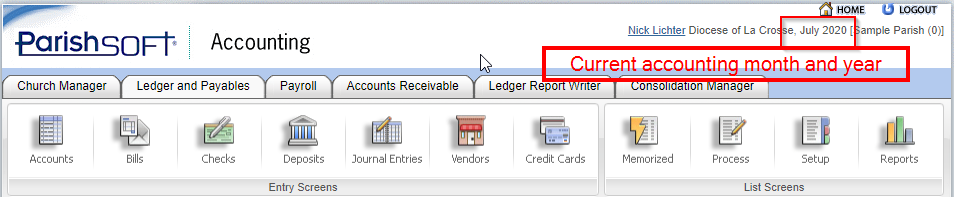 HOME LOGOUT
Nick Lichter Diocese of La Crosse, July 2020 [Sample Parish (0)]
ParishSOFT® Accounting
Current accounting month and year
Church Manager Ledger and Payables Payroll Accounts Receivable Ledger Report Writer Consolidation Manager
Accounts Bills Checks Deposits Journal Entries Vendors Credit Cards Memorized Process Setup Reports
Entry Screens List Screens